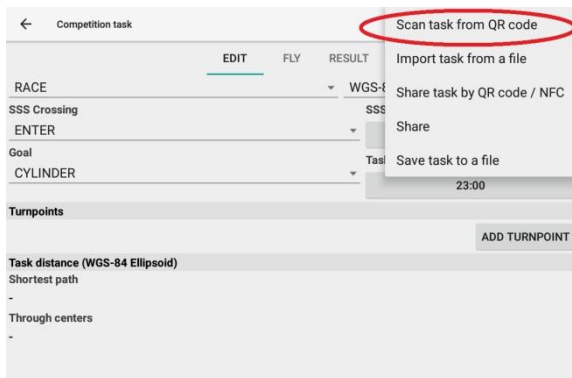 Competition task
Scan task from QR code
EDIT FLY RESULT
Import task from a file
RACE
Share task by QR code / NFC
SSS Crossing
SSS
ENTER
Share
Goal
CYLINDER
Save task to a file
23:00
Turnpoints
ADD TURNPOINT
Task distance (WGS-84 Ellipsoid)
Shortest path
-
Through centers
-